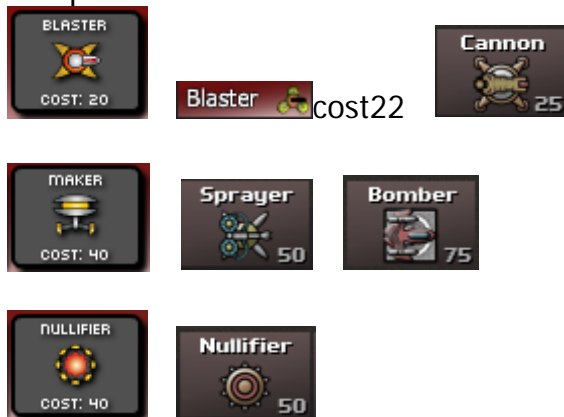 BLASTER
COST: 20
Blaster
cost22
Cannon
25
MAKER
COST: 40
Sprayer
50
Bomber
75
NULLIFIER
COST: 40
Nullifier
50